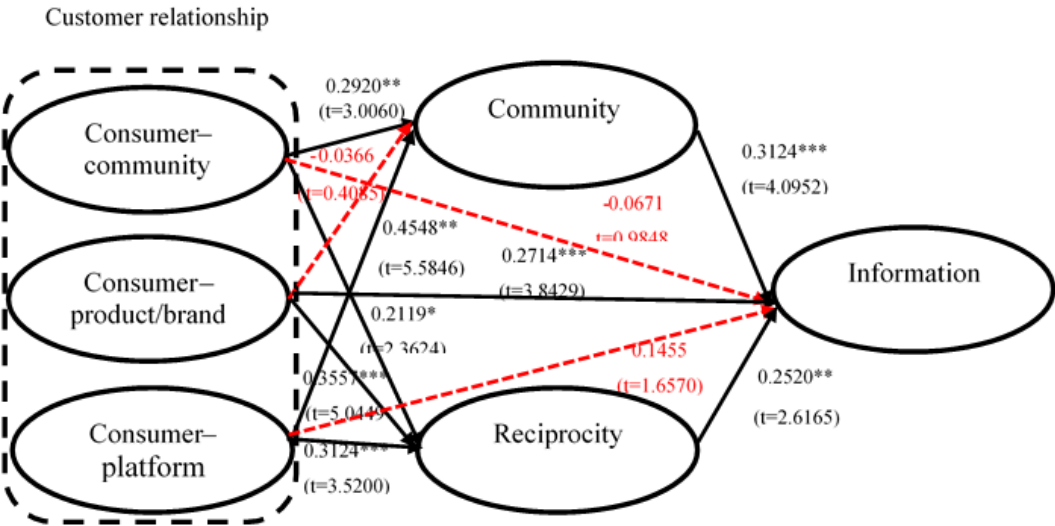 Customer relationship
Consumer–
community
Consumer–
product/brand
Consumer–
platform
0.2920**
(t=3.0060)
-0.0366
(t=0.4085)
0.4548**
(t=5.5846)
0.2119*
(t=2.3624)
0.3557***
(t=5.0449
0.3124***
(t=3.5200)
Community
Reciprocity
-0.0671
t=0.9848
0.2714***
(t=3.8429)
0.1455
(t=1.6570)
0.3124***
(t=4.0952)
0.2520**
(t=2.6165)
Information